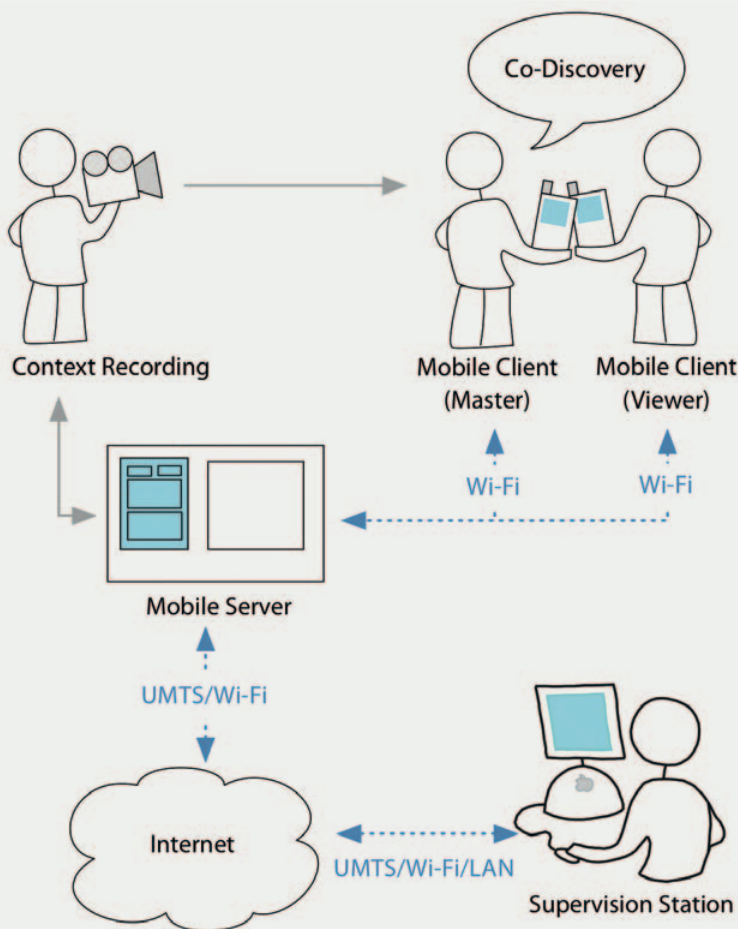 Co-Discovery
Context Recording
Mobile Client
(Master)
Mobile Client
(Viewer)
Wi-Fi
Wi-Fi
Mobile Server
UMTS/Wi-Fi
Internet
UMTS/Wi-Fi/LAN
Supervision Station